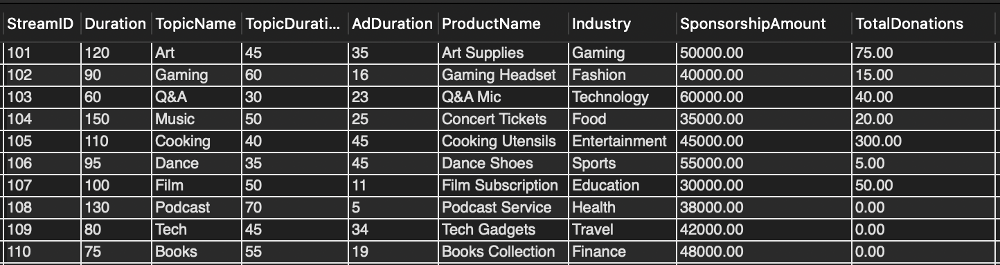 StreamID Duration TopicName TopicDurati... AdDuration ProductName Industry SponsorshipAmount TotalDonations
101 120 Art 45 35 Art Supplies Gaming 50000.00 75.00
102 90 Gaming 60 16 Gaming Headset Fashion 40000.00 15.00
103 60 Q&A 30 23 Q&A Mic Technology 60000.00 40.00
104 150 Music 50 25 Concert Tickets Food 35000.00 20.00
105 110 Cooking 40 45 Cooking Utensils Entertainment 45000.00 300.00
106 95 Dance 35 45 Dance Shoes Sports 55000.00 5.00
107 100 Film 50 11 Film Subscription Education 30000.00 50.00
108 130 Podcast 70 5 Podcast Service Health 38000.00 0.00
109 80 Tech 45 34 Tech Gadgets Travel 42000.00 0.00
110 75 Books 55 19 Books Collection Finance 48000.00 0.00